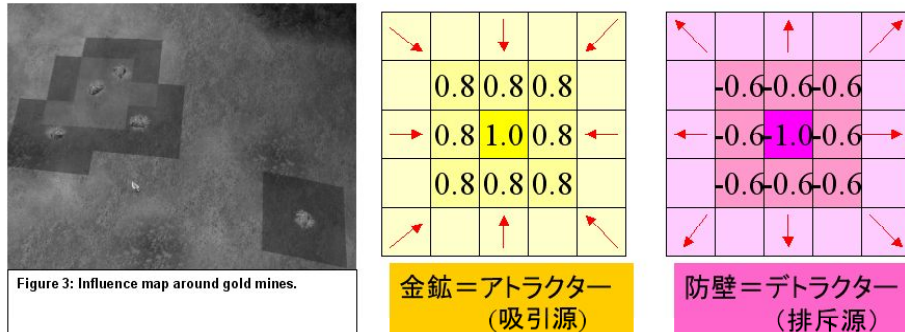 Figure 3: Influence map around gold mines.
0.8 0.8 0.8
0.8 1.0 0.8
0.8 0.8 0.8
金鉱=アトラクター
(吸引源)
-0.6 -0.6 -0.6
-0.6 -1.0 -0.6
-0.6 -0.6 -0.6
防壁=デトラクター
(排斥源)